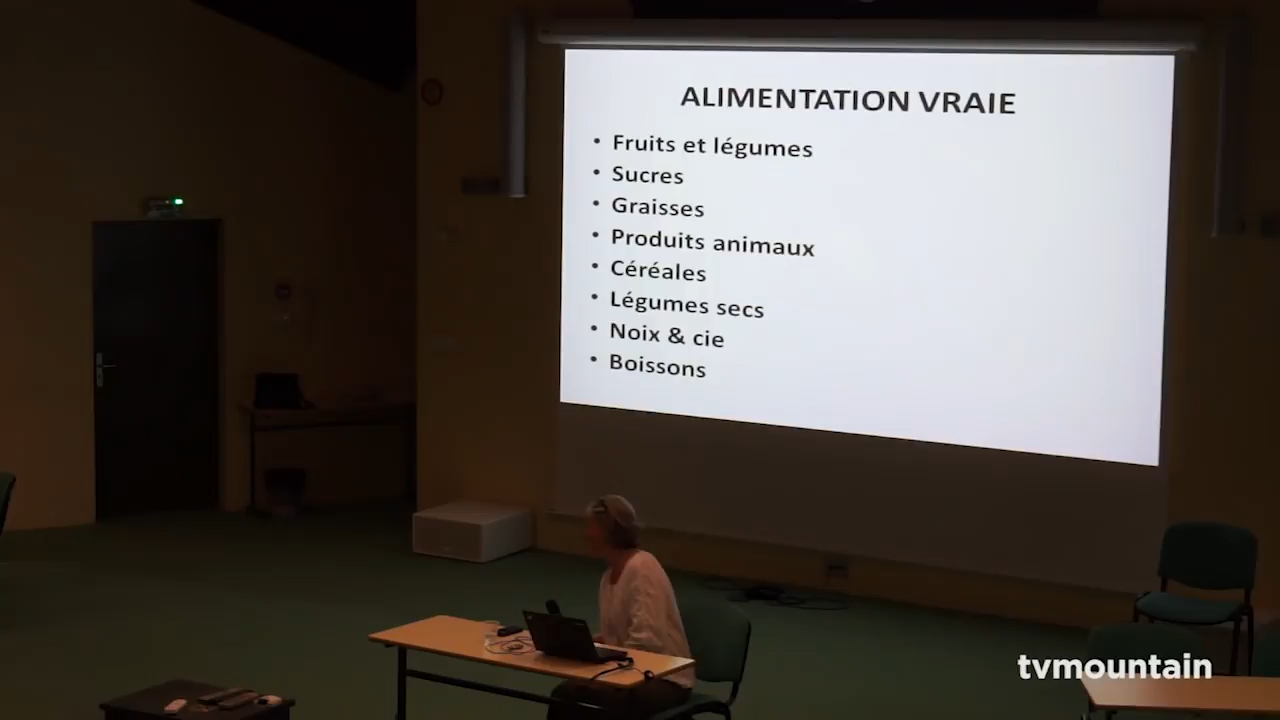 ALIMENTATION VRAIE
• Fruits et légumes
• Sucres
• Graisses
• Produits animaux
• Céréales
• Légumes secs
• Noix & cie
• Boissons
tvmountain